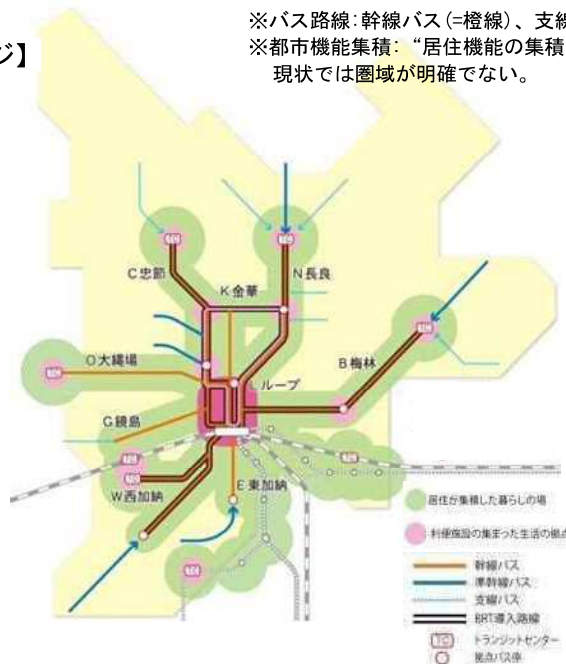 ※バス路線:幹線バス(=橙線)、支線
ジ】
※都市機能集積:“居住機能の集積
現状では圏域が明確でない。
C忠節
N長良
K金華
O大縄場
B梅林
Lループ
G鏡島
W西加納
E東加納
居住が集積した暮らしの場
利便施設の集まった生活の拠点
幹線バス
準幹線バス
支線バス
BRT導入路線
トランジットセンター
拠点バス停